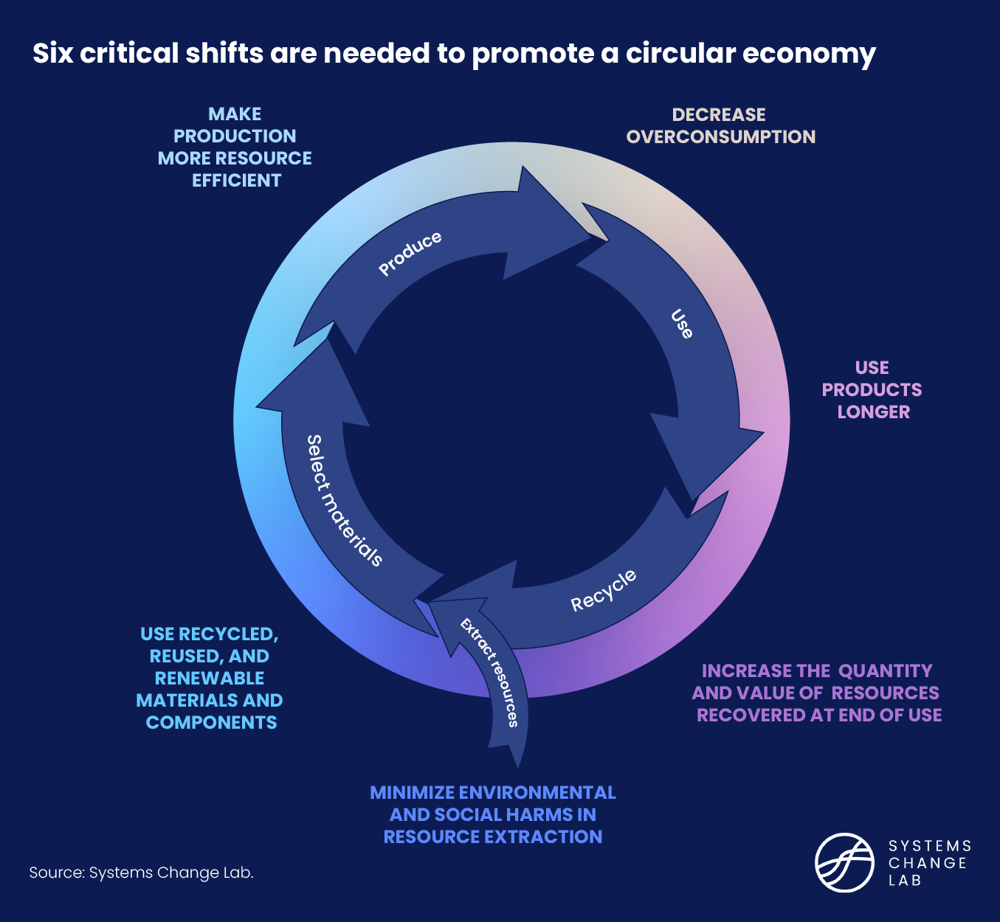 Six critical shifts are needed to promote a circular economy
MAKE
PRODUCTION
MORE RESOURCE
EFFICIENT
DECREASE
OVERCONSUMPTION
Produce
Use
USE
PRODUCTS
LONGER
Select materials
Recycle
Extract resources
USE RECYCLED,
REUSED, AND
RENEWABLE
MATERIALS AND
COMPONENTS
INCREASE THE QUANTITY
AND VALUE OF RESOURCES
RECOVERED AT END OF USE
MINIMIZE ENVIRONMENTAL
AND SOCIAL HARMS IN
RESOURCE EXTRACTION
Source: Systems Change Lab.
SYSTEMS
CHANGE
LAB